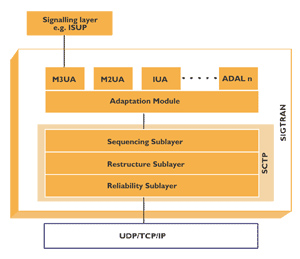 Signalling layer
e.g. ISUP
M3UA
M2UA
IUA
ADAL n
Adaptation Module
Sequencing Sublayer
Restructure Sublayer
Reliability Sublayer
SCTP
SIGTRAN
UDP/TCP/IP